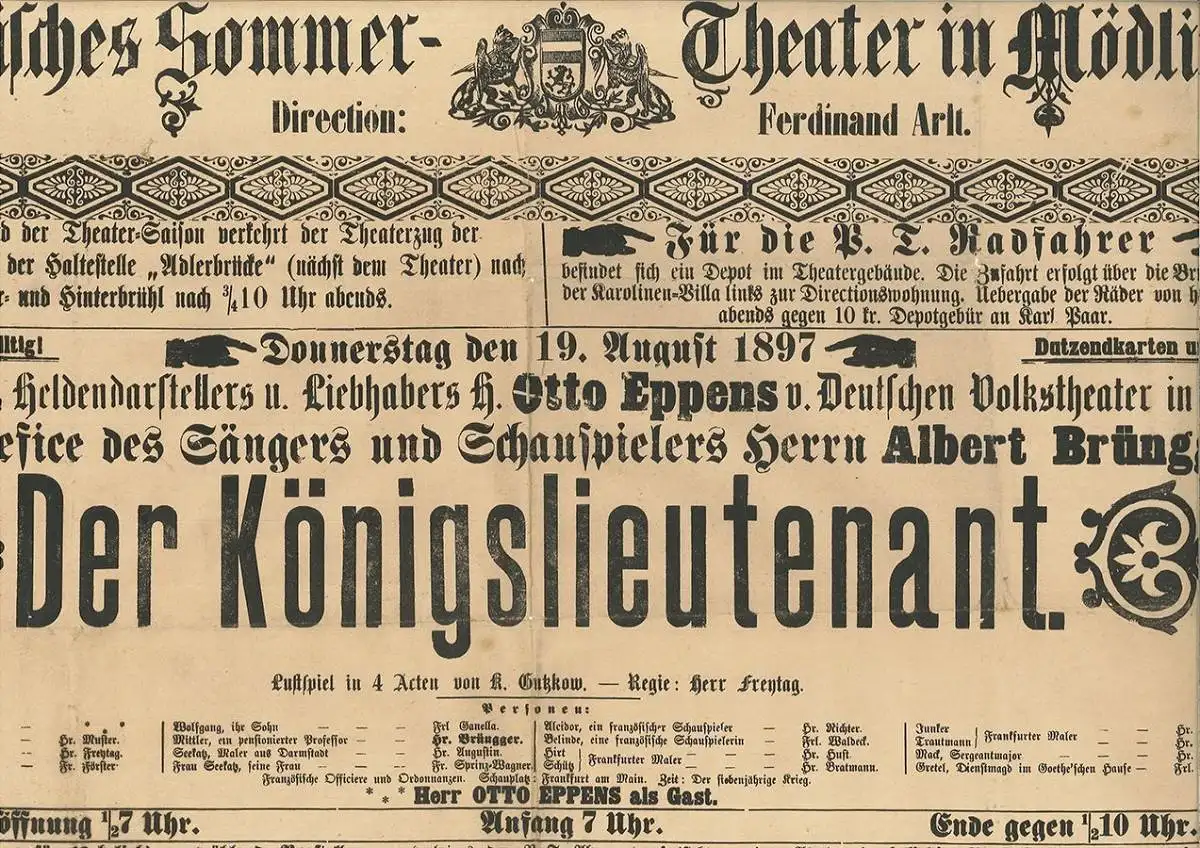 isches Sommer- Theater in Mödli
Direction: Ferdinand Arlt.
d der Theater-Saison verkehrt der Theaterzug der
der Haltestelle „Adlerbrücke" (nächst dem Theater) nach
r- und Hinterbrühl nach ¾10 Uhr abends.
Für die P. T. Radfahrer
befindet sich ein Depot im Theatergebände. Die Zufahrt erfolgt über die Br
der Karolinen-Villa links zur Directionswohnung. Uebergabe der Räder von h
abends gegen 10 kr. Depotgebür an Karl Paar.
ltig!
Donnerstag den 19. August 1897
Dutzendkarten u
Heldendarstellers u. Liebhabers H. Otto Eppens v. Deutschen Volkstheater in
efice des Sängers und Schauspielers Herrn Albert Brüngg
Der Königslieutenant.
Lustspiel in 4 Acten von K. Gutzkow. — Regie: Herr Freytag.
Personen:
— * *
— Hr. Muster.
— Hr. Freytag.
— Fr. Förster
Wolfgang, ihr Sohn — — — Frl Ganella.
Mittler, ein pensionierter Professor — — Hr. Brüngger.
Seekatz, Maler aus Darmstadt — — Hr. Augustin.
Frau Seekatz, seine Frau — — — Fr. Sprinz-Wagner
Alcidor, ein französischer Schauspieler — Hr. Richter.
Belinde, eine französische Schauspielerin — Frl. Waldeck.
Hirt Frankfurter Maler — — — Hr. Hust
Schütz Hr. Bratmann.
Junker Frankfurter Maler — — Hr.
Trautmann Hr.
Mack, Sergeantmajor — — — Hr.
Gretel, Dienstmagd im Goethe'schen Hause — Frl.
Französische Officiere und Ordonnanzen. Schauplatz: Frankfurt am Main. Zeit: Der siebenjährige Krieg.
* * * Herr OTTO EPPENS als Gast.
öffnung ½7 Uhr. Anfang 7 Uhr. Ende gegen ½10 Uhr.